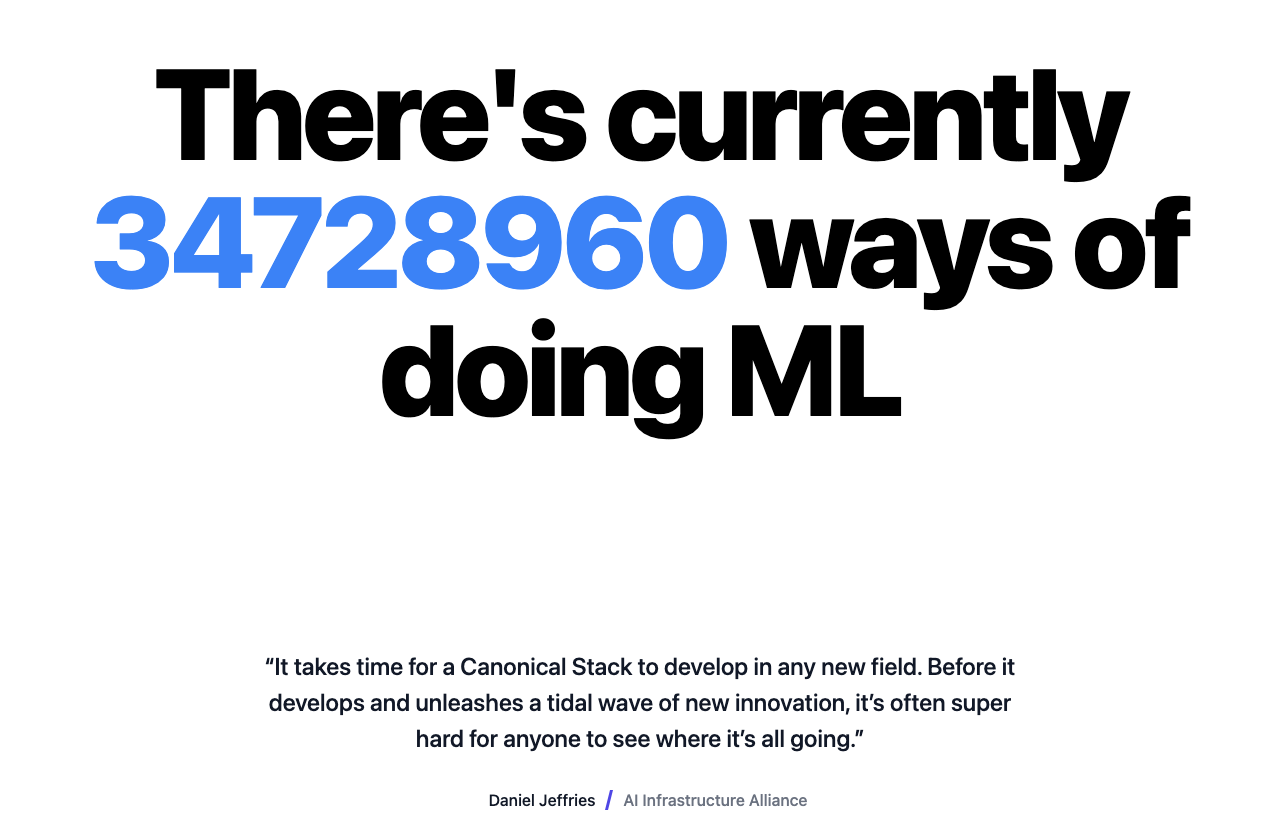 There's currently
34728960 ways of
doing ML
“It takes time for a Canonical Stack to develop in any new field. Before it
develops and unleashes a tidal wave of new innovation, it’s often super
hard for anyone to see where it’s all going.”
Daniel Jeffries / AI Infrastructure Alliance